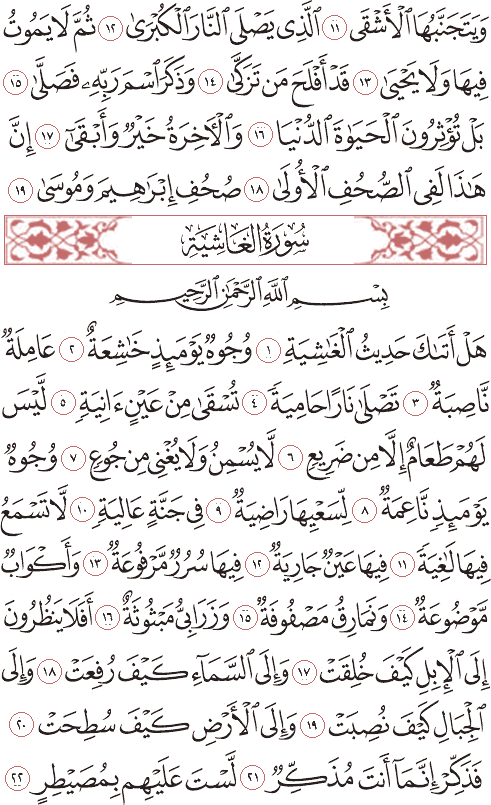 وَيَتَجَنَّبُهَا ٱلْأَشْقَى ١١ ٱلَّذِى يَصْلَى ٱلنَّارَ ٱلْكُبْرَىٰ ١٢ ثُمَّ لَا يَمُوتُ
فِيهَا وَلَا يَحْيَىٰ ١٣ قَدْ أَفْلَحَ مَن تَزَكَّىٰ ١٤ وَذَكَرَ ٱسْمَ رَبِّهِۦ فَصَلَّىٰ ١٥
بَلْ تُؤْثِرُونَ ٱلْحَيَوٰةَ ٱلدُّنْيَا ١٦ وَٱلْـَٔاخِرَةُ خَيْرٌ وَأَبْقَىٰٓ ١٧ إِنَّ
هَـٰذَا لَفِى ٱلصُّحُفِ ٱلْأُولَىٰ ١٨ صُحُفِ إِبْرَٰهِيمَ وَمُوسَىٰ ١٩
سُورَةُ الْغَاشِيَةِ
بِسْمِ ٱللَّهِ ٱلرَّحْمَـٰنِ ٱلرَّحِيمِ
هَلْ أَتَىٰكَ حَدِيثُ ٱلْغَـٰشِيَةِ ١ وُجُوهٌ يَوْمَئِذٍ خَـٰشِعَةٌ ٢ عَامِلَةٌ
نَّاصِبَةٌ ٣ تَصْلَىٰ نَارًا حَامِيَةً ٤ تُسْقَىٰ مِنْ عَيْنٍ ءَانِيَةٍ ٥ لَّيْسَ
لَهُمْ طَعَامٌ إِلَّا مِن ضَرِيعٍ ٦ لَّا يُسْمِنُ وَلَا يُغْنِى مِن جُوعٍ ٧ وُجُوهٌ
يَوْمَئِذٍ نَّاعِمَةٌ ٨ لِّسَعْيِهَا رَاضِيَةٌ ٩ فِى جَنَّةٍ عَالِيَةٍ ١٠ لَّا تَسْمَعُ
فِيهَا لَـٰغِيَةً ١١ فِيهَا عَيْنٌ جَارِيَةٌ ١٢ فِيهَا سُرُرٌ مَّرْفُوعَةٌ ١٣ وَأَكْوَابٌ
مَّوْضُوعَةٌ ١٤ وَنَمَارِقُ مَصْفُوفَةٌ ١٥ وَزَرَابِىُّ مَبْثُوثَةٌ ١٦ أَفَلَا يَنظُرُونَ
إِلَى ٱلْإِبِلِ كَيْفَ خُلِقَتْ ١٧ وَإِلَى ٱلسَّمَآءِ كَيْفَ رُفِعَتْ ١٨ وَإِلَى
ٱلْجِبَالِ كَيْفَ نُصِبَتْ ١٩ وَإِلَى ٱلْأَرْضِ كَيْفَ سُطِحَتْ ٢٠
فَذَكِّرْ إِنَّمَآ أَنتَ مُذَكِّرٌ ٢١ لَّسْتَ عَلَيْهِم بِمُصَيْطِرٍ ٢٢